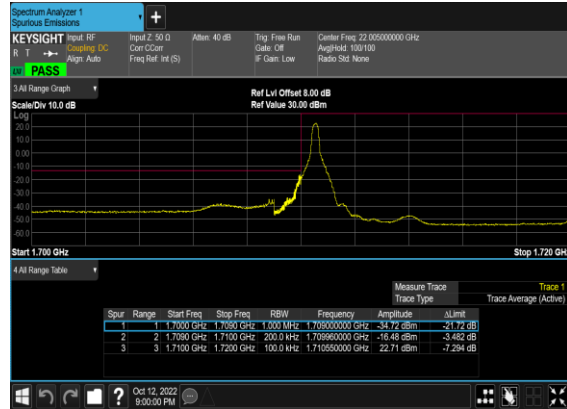 Spectrum Analyzer 1
Spurious Emissions
KEYSIGHT Input: RF Input Z: 50 Ω Atten: 40 dB Trig: Free Run Center Freq: 22.005000000 GHz
R T Coupling: DC Corr CCorr Gate: Off Avg|Hold: 100/100
Align: Auto Freq Ref: Int (S) IF Gain: Low Radio Std: None
PASS
3 All Range Graph
Ref Lvl Offset 8.00 dB
Scale/Div 10.0 dB Ref Value 30.00 dBm
Log
20.0
10.0
0.00
-10.0
-20.0
-30.0
-40.0
-50.0
-60.0
Start 1.700 GHz Stop 1.720 GH
4 All Range Table
Measure Trace Trace 1
Trace Type Trace Average (Active)
Spur Range Start Freq Stop Freq RBW Frequency Amplitude ΔLimit
1 1 1.7000 GHz 1.7090 GHz 1.000 MHz 1.709000000 GHz -34.72 dBm -21.72 dB
2 2 1.7090 GHz 1.7100 GHz 200.0 kHz 1.709960000 GHz -16.48 dBm -3.482 dB
3 3 1.7100 GHz 1.7200 GHz 100.0 kHz 1.710550000 GHz 22.71 dBm -7.294 dB
? Oct 12, 2022
9:00:00 PM